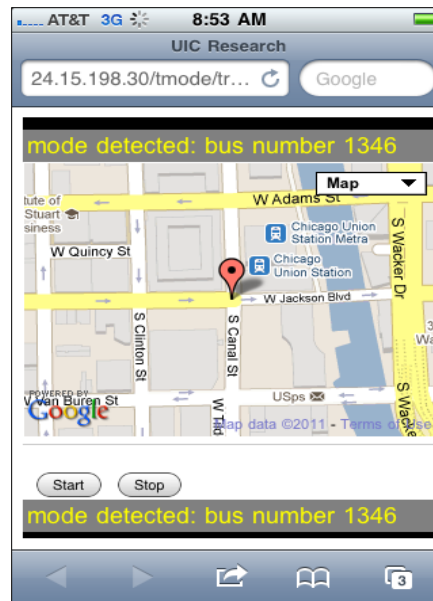 AT&T 3G 8:53 AM
UIC Research
24.15.198.30/tmode/tr... Google
mode detected: bus number 1346
Map
W Adams St
tute of
Stuart
siness
Chicago Union
Station Metra
W Quincy St
Chicago
Union Station
S Wacker Dr
W Jackson Blvd
S Clinton St
S Canal St
POWERED BY
Google
W Van Buren St
USPS
S Wacke
Map data ©2011 - Terms of Use
Start Stop
mode detected: bus number 1346
3